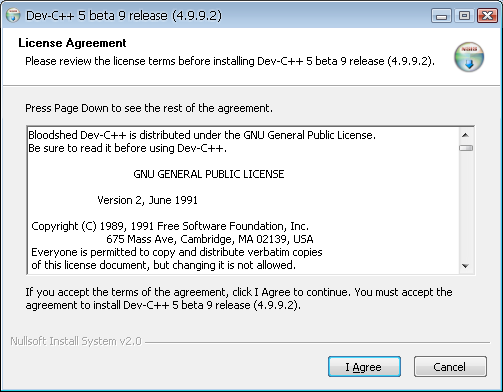 Dev-C++ 5 beta 9 release (4.9.9.2)
License Agreement
Please review the license terms before installing Dev-C++ 5 beta 9 release (4.9.9.2).
Press Page Down to see the rest of the agreement.
Bloodshed Dev-C++ is distributed under the GNU General Public License.
Be sure to read it before using Dev-C++.
GNU GENERAL PUBLIC LICENSE
Version 2, June 1991
Copyright (C) 1989, 1991 Free Software Foundation, Inc.
675 Mass Ave, Cambridge, MA 02139, USA
Everyone is permitted to copy and distribute verbatim copies
of this license document, but changing it is not allowed.
If you accept the terms of the agreement, click I Agree to continue. You must accept the
agreement to install Dev-C++ 5 beta 9 release (4.9.9.2).
Nullsoft Install System v2.0
I Agree
Cancel